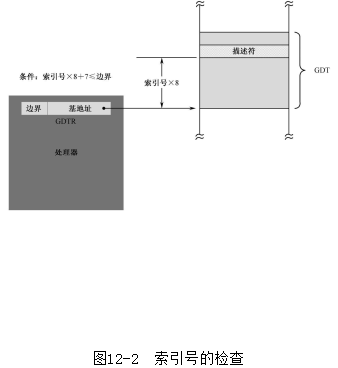 描述符
GDT
条件：索引号×8+7≤边界
索引号×8
边界 基地址
GDTR
处理器
图12-2 索引号的检查